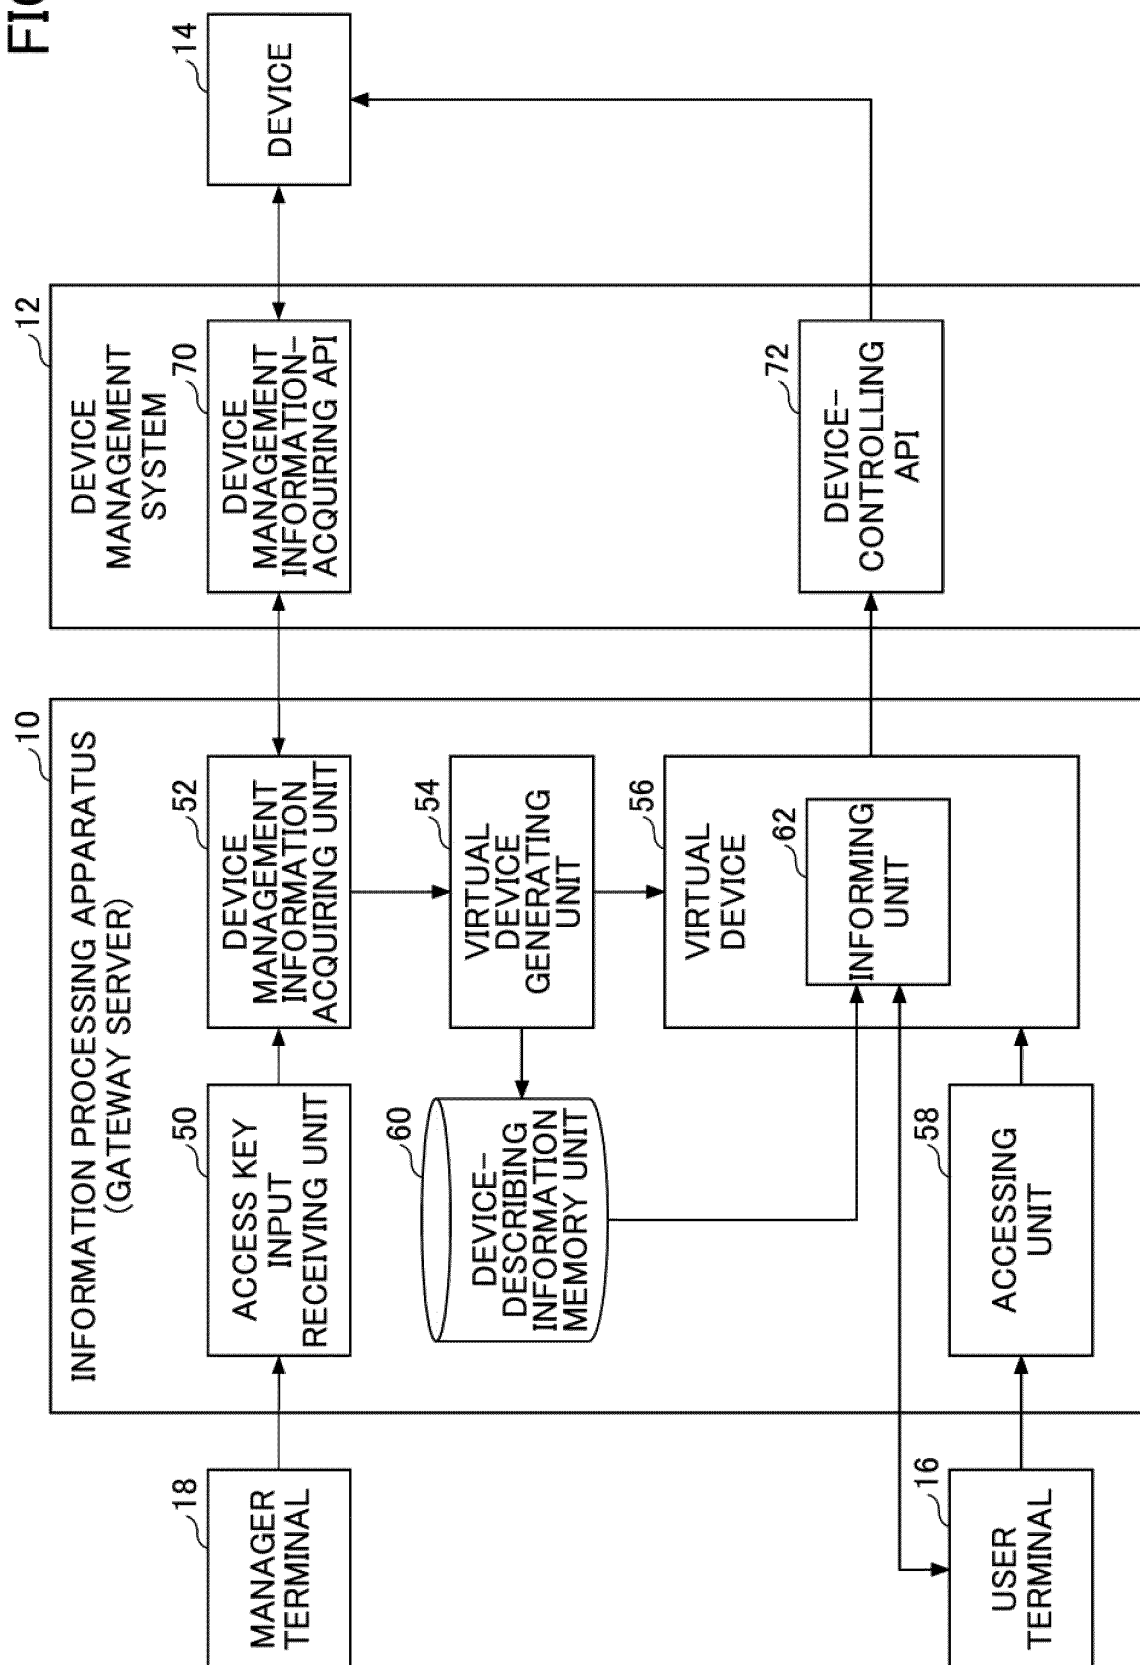 FIG
18
MANAGER
TERMINAL
16
USER
TERMINAL
10
INFORMATION PROCESSING APPARATUS
(GATEWAY SERVER)
50
ACCESS KEY
INPUT
RECEIVING UNIT
52
DEVICE
MANAGEMENT
INFORMATION
ACQUIRING UNIT
60
DEVICE-
DESCRIBING
INFORMATION
MEMORY UNIT
54
VIRTUAL
DEVICE
GENERATING
UNIT
56
VIRTUAL
DEVICE
62
INFORMING
UNIT
58
ACCESSING
UNIT
12
DEVICE
MANAGEMENT
SYSTEM
70
DEVICE
MANAGEMENT
INFORMATION-
ACQUIRING API
72
DEVICE-
CONTROLLING
API
14
DEVICE